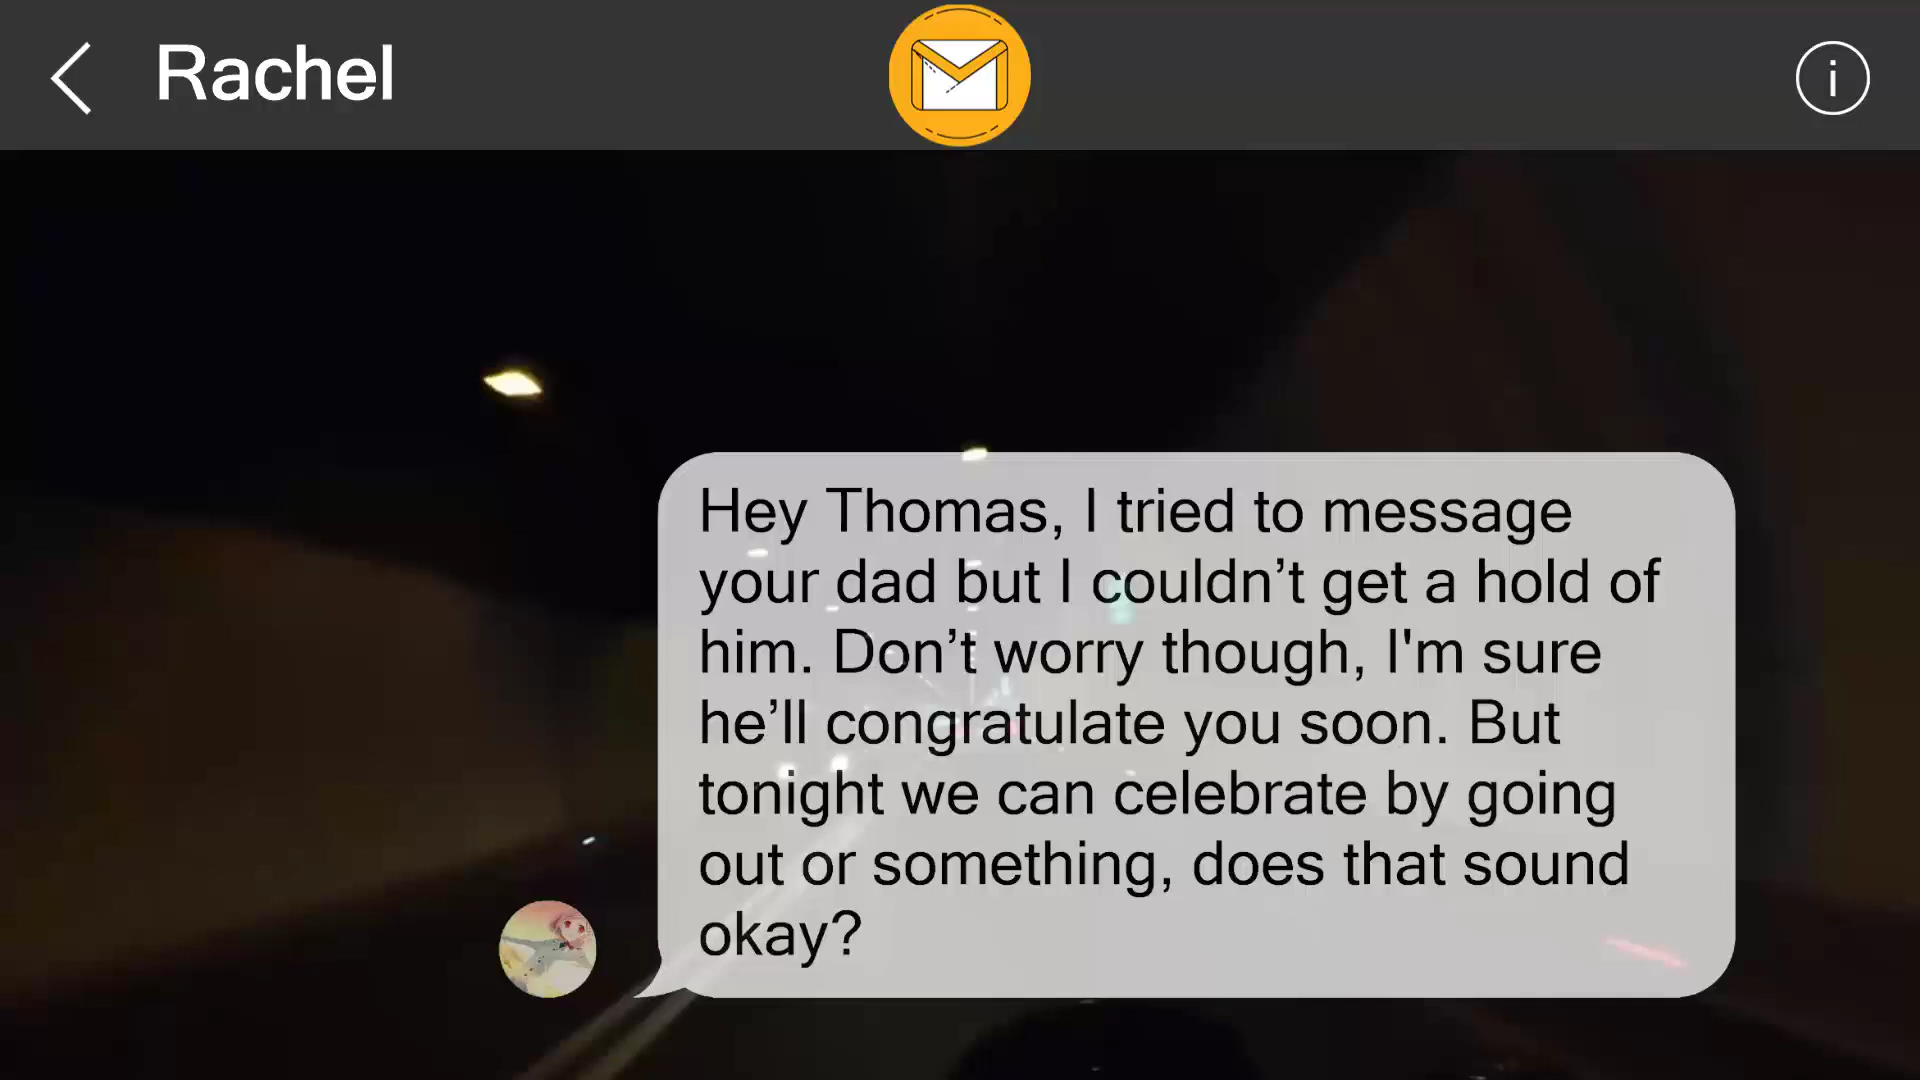 Rachel
i
Hey Thomas, I tried to message
your dad but I couldn’t get a hold of
him. Don’t worry though, I'm sure
he’ll congratulate you soon. But
tonight we can celebrate by going
out or something, does that sound
okay?